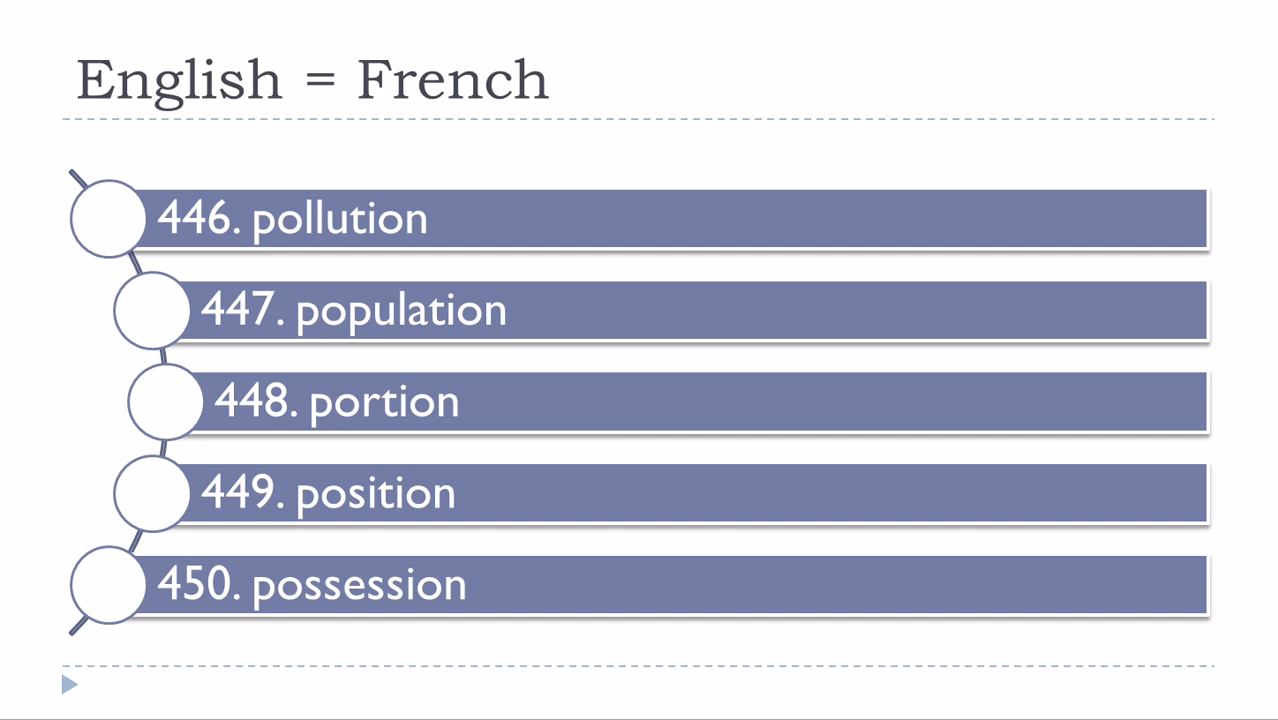 English = French
446. pollution
447. population
448. portion
449. position
450. possession